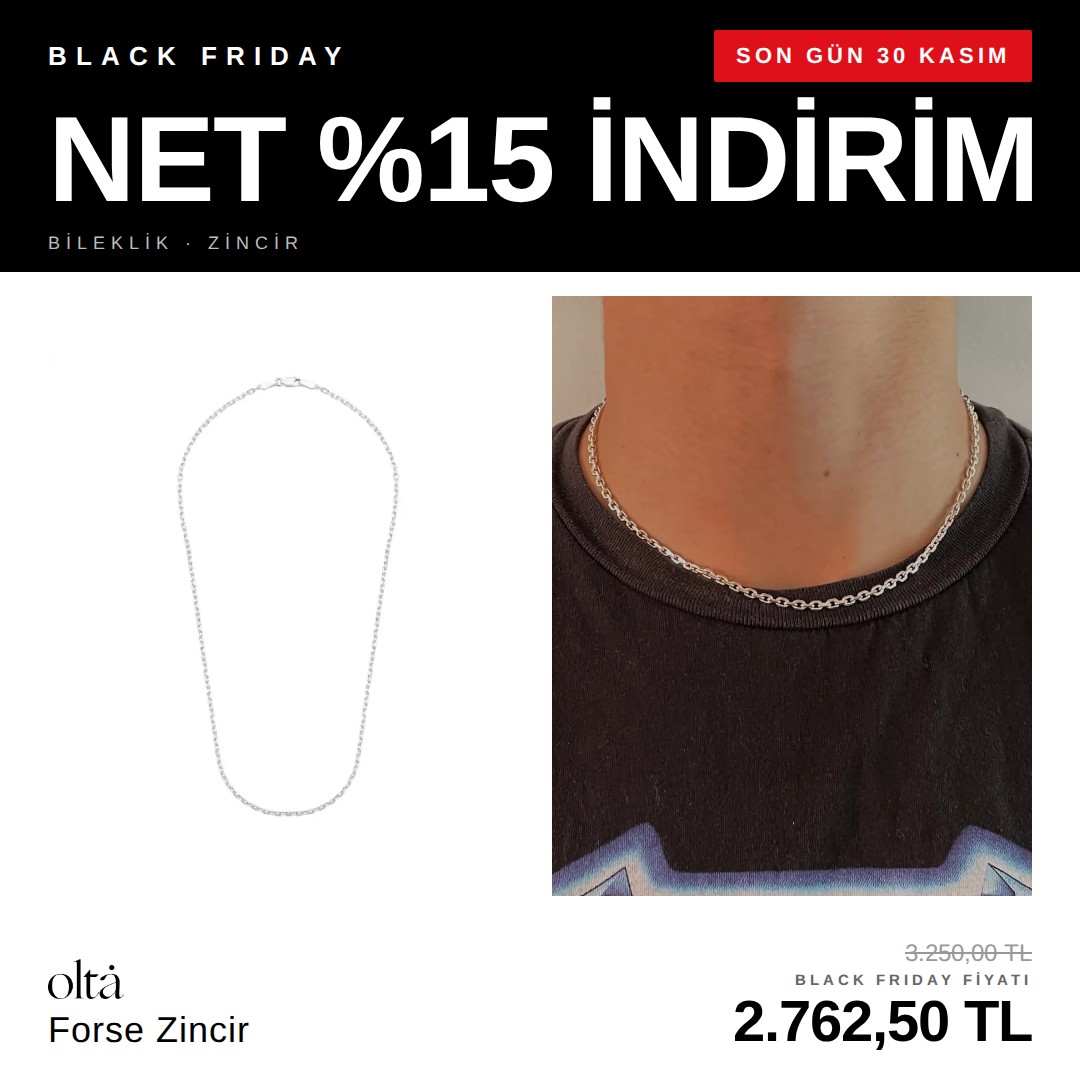 BLACK FRIDAY
SON GÜN 30 KASIM
NET %15 İNDİRİM
BİLEKLİK · ZİNCİR
olta
Forse Zincir
3.250,00 TL
BLACK FRIDAY FİYATI
2.762,50 TL